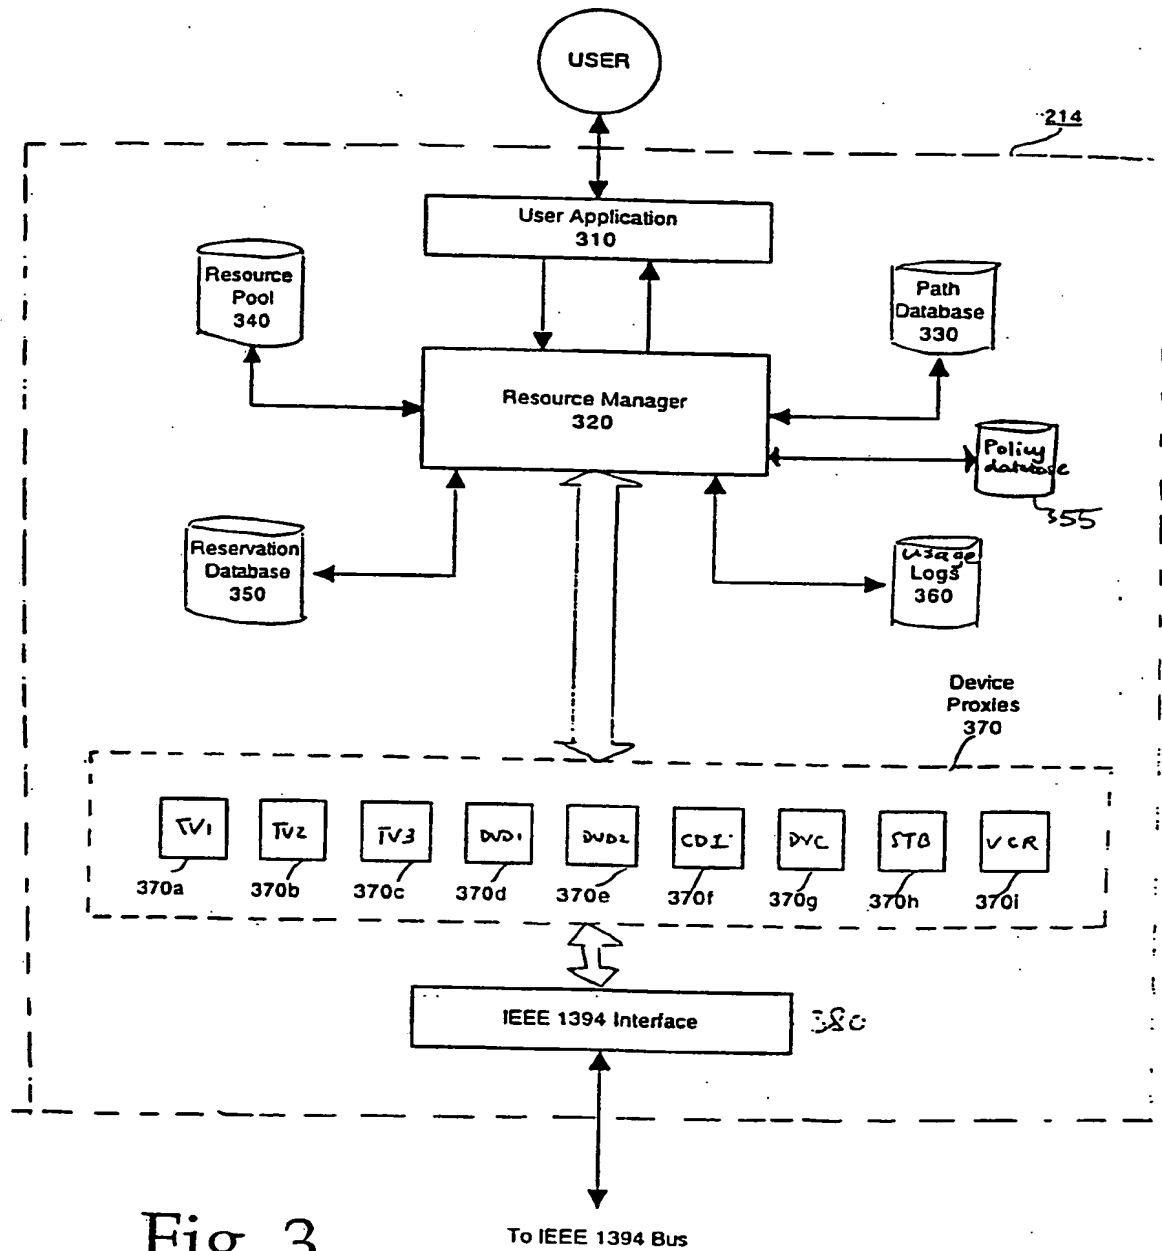 USER
214
User Application
310
Resource
Pool
340
Path
Database
330
Resource Manager
320
Policy
database
355
Reservation
Database
350
usage
Logs
360
Device
Proxies
370
TV1
TV2
TV3
DVD1
DVD2
CDI
DVC
STB
VCR
370a
370b
370c
370d
370e
370f
370g
370h
370i
IEEE 1394 Interface
380
To IEEE 1394 Bus
Fig. 3